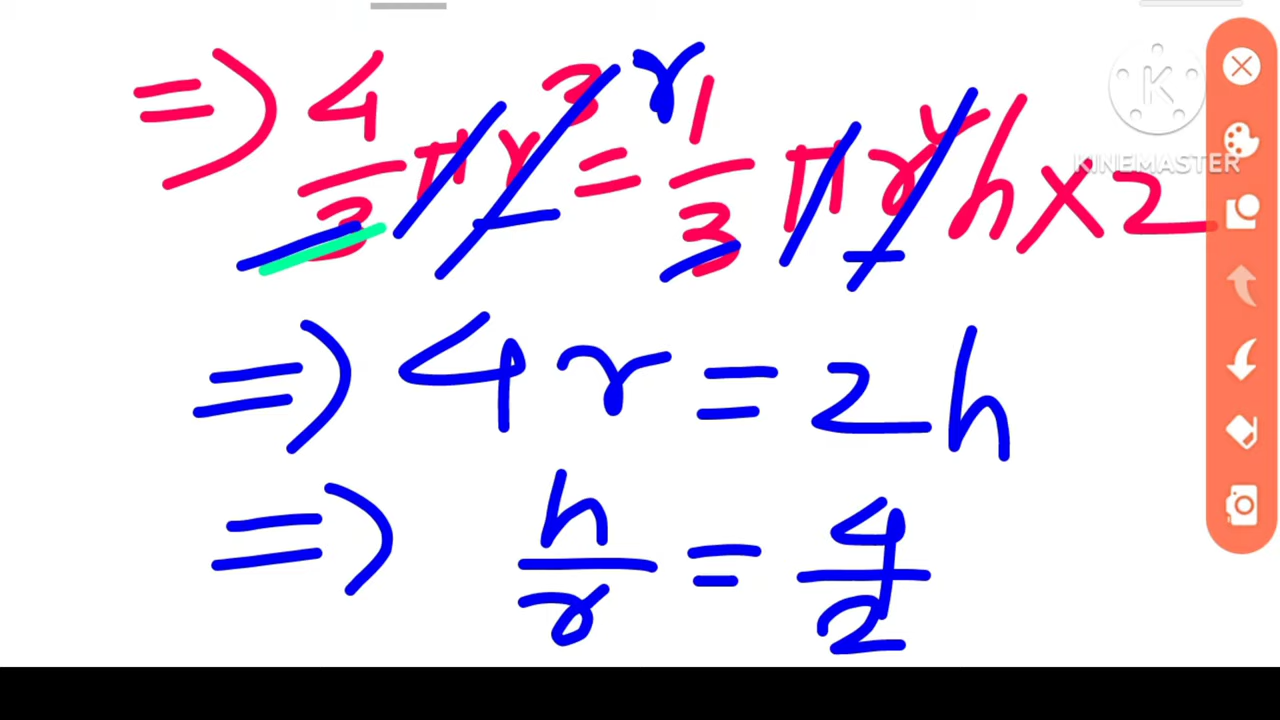 ⇒ 4/3 πr³ r = 1/3 πr²h×2
KINEMASTER
⇒ 4r = 2h
⇒ h/r = 4/2